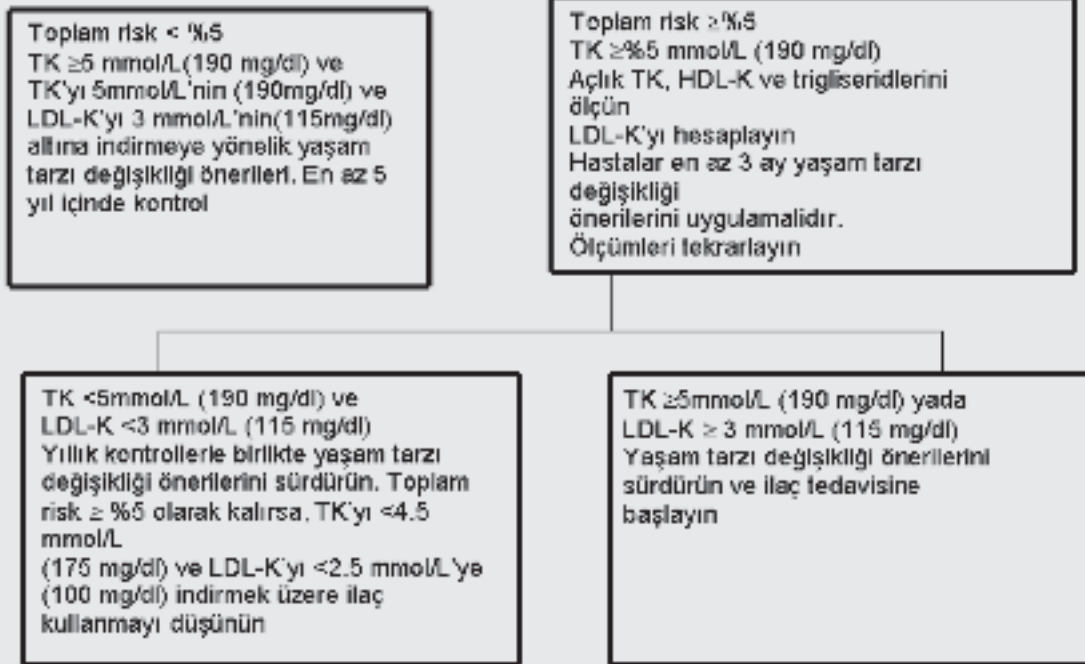 Toplam risk < %5
TK ≥5 mmol/L(190 mg/dl) ve
TK'yı 5mmol/L'nin (190mg/dl) ve
LDL-K'yı 3 mmol/L'nin(115mg/dl)
altına indirmeye yönelik yaşam
tarzı değişikliği önerileri. En az 5
yıl içinde kontrol
Toplam risk ≥%5
TK ≥%5 mmol/L (190 mg/dl)
Açlık TK, HDL-K ve trigliseridlerini
ölçün
LDL-K'yı hesaplayın
Hastalar en az 3 ay yaşam tarzı
değişikliği
önerilerini uygulamalidır.
Ölçümleri tekrarlayın
TK <5mmol/L (190 mg/dl) ve
LDL-K <3 mmol/L (115 mg/dl)
Yıllık kontrollerle birlikte yaşam tarzı
değişikliği önerilerini sürdürün. Toplam
risk ≥ %5 olarak kalırsa, TK'yı <4.5
mmol/L
(175 mg/dl) ve LDL-K'yı <2.5 mmol/L'ye
(100 mg/dl) indirmek üzere ilaç
kullanmayı düşünün
TK ≥5mmol/L (190 mg/dl) yada
LDL-K ≥ 3 mmol/L (115 mg/dl)
Yaşam tarzı değişikliği önerilerini
sürdürün ve ilaç tedavisine
başlayın